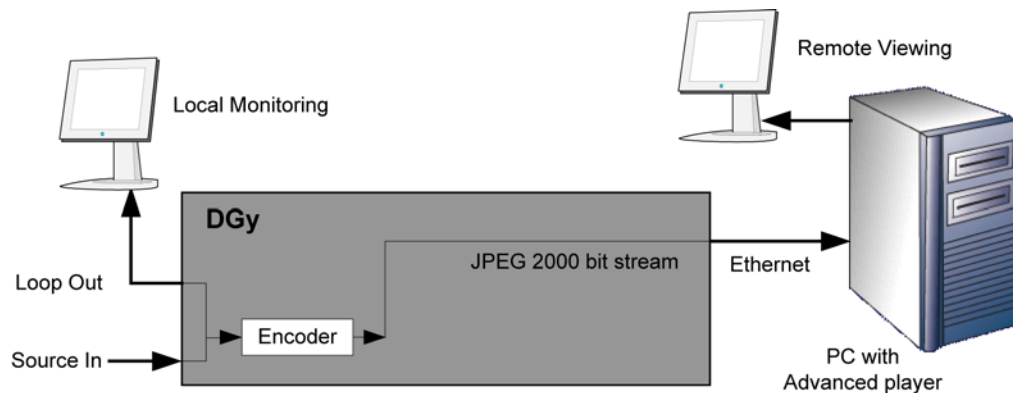 Remote Viewing
Local Monitoring
DGy
JPEG 2000 bit stream
Ethernet
Loop Out
Encoder
Source In
PC with
Advanced player